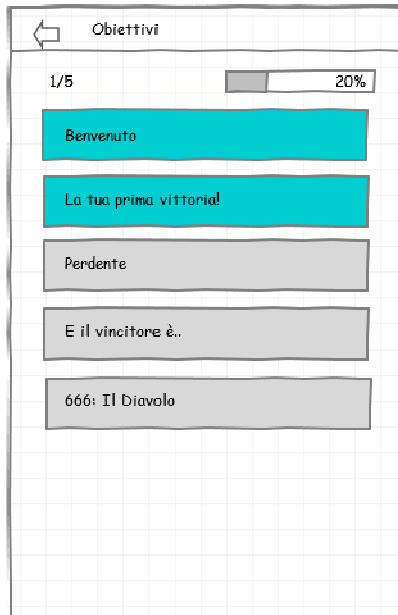 Obiettivi
1/5 20%
Benvenuto
La tua prima vittoria!
Perdente
E il vincitore è..
666: Il Diavolo